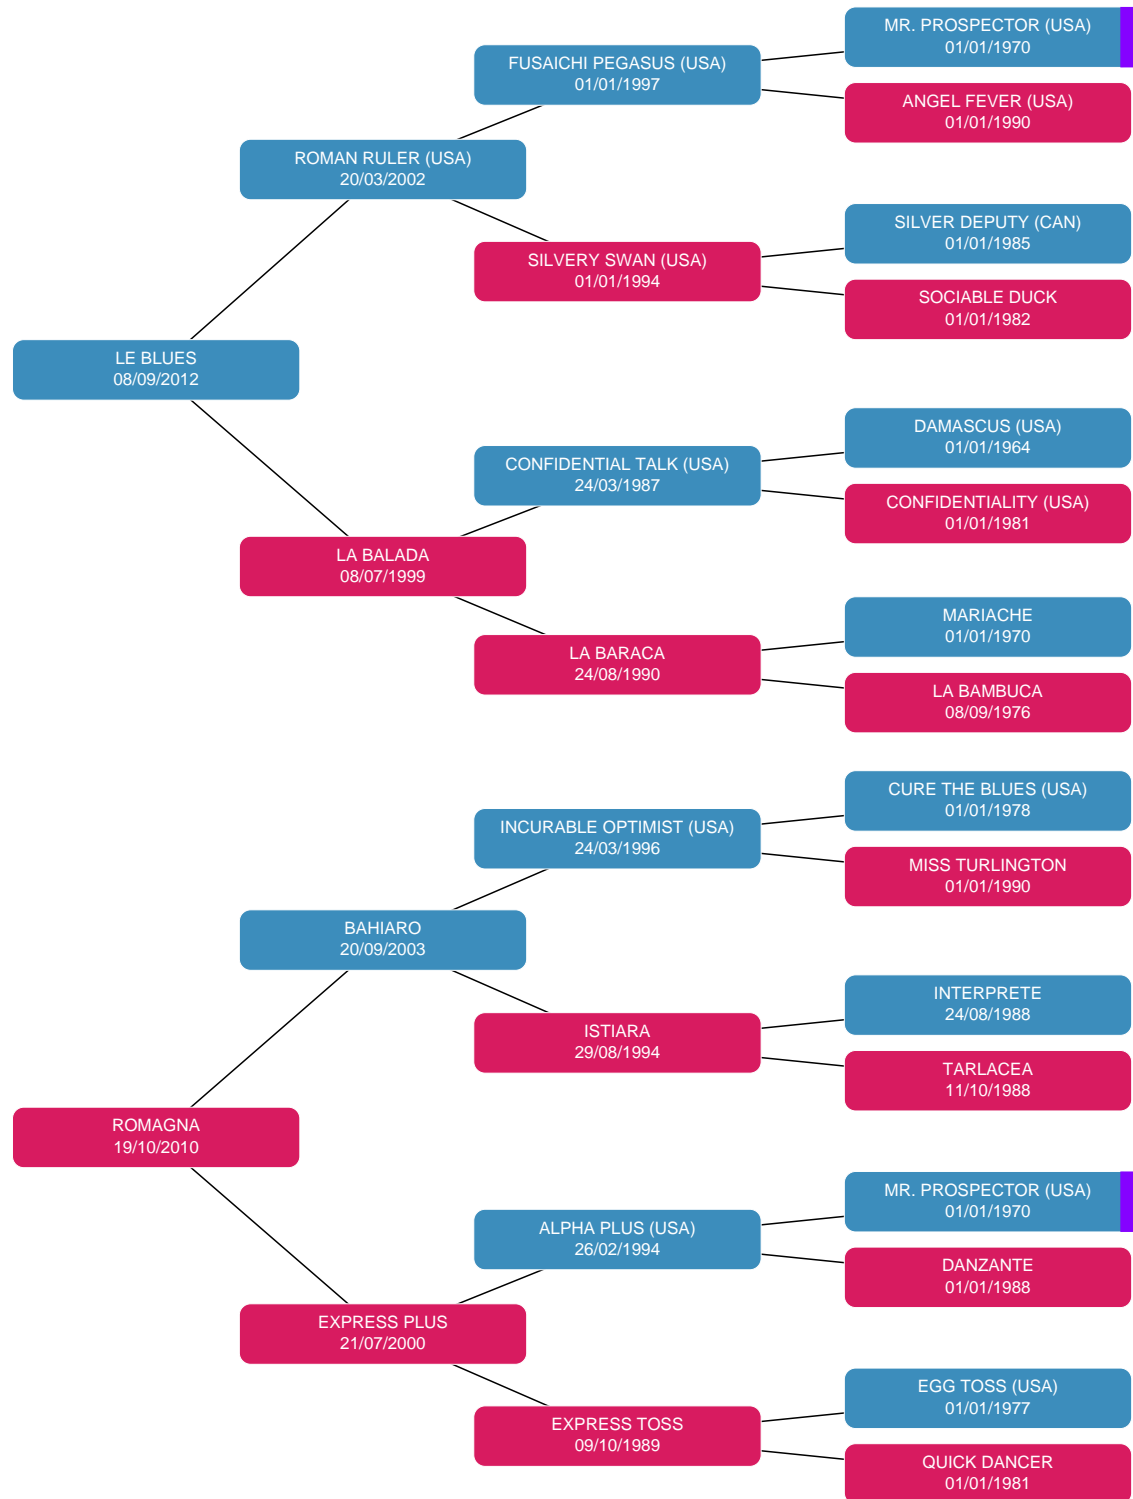 MR. PROSPECTOR (USA)
01/01/1970
FUSAICHI PEGASUS (USA)
01/01/1997
ANGEL FEVER (USA)
01/01/1990
ROMAN RULER (USA)
20/03/2002
SILVER DEPUTY (CAN)
01/01/1985
SILVERY SWAN (USA)
01/01/1994
SOCIABLE DUCK
01/01/1982
LE BLUES
08/09/2012
DAMASCUS (USA)
01/01/1964
CONFIDENTIAL TALK (USA)
24/03/1987
CONFIDENTIALITY (USA)
01/01/1981
LA BALADA
08/07/1999
MARIACHE
01/01/1970
LA BARACA
24/08/1990
LA BAMBUCA
08/09/1976
CURE THE BLUES (USA)
01/01/1978
INCURABLE OPTIMIST (USA)
24/03/1996
MISS TURLINGTON
01/01/1990
BAHIARO
20/09/2003
INTERPRETE
24/08/1988
ISTIARA
29/08/1994
TARLACEA
11/10/1988
ROMAGNA
19/10/2010
MR. PROSPECTOR (USA)
01/01/1970
ALPHA PLUS (USA)
26/02/1994
DANZANTE
01/01/1988
EXPRESS PLUS
21/07/2000
EGG TOSS (USA)
01/01/1977
EXPRESS TOSS
09/10/1989
QUICK DANCER
01/01/1981